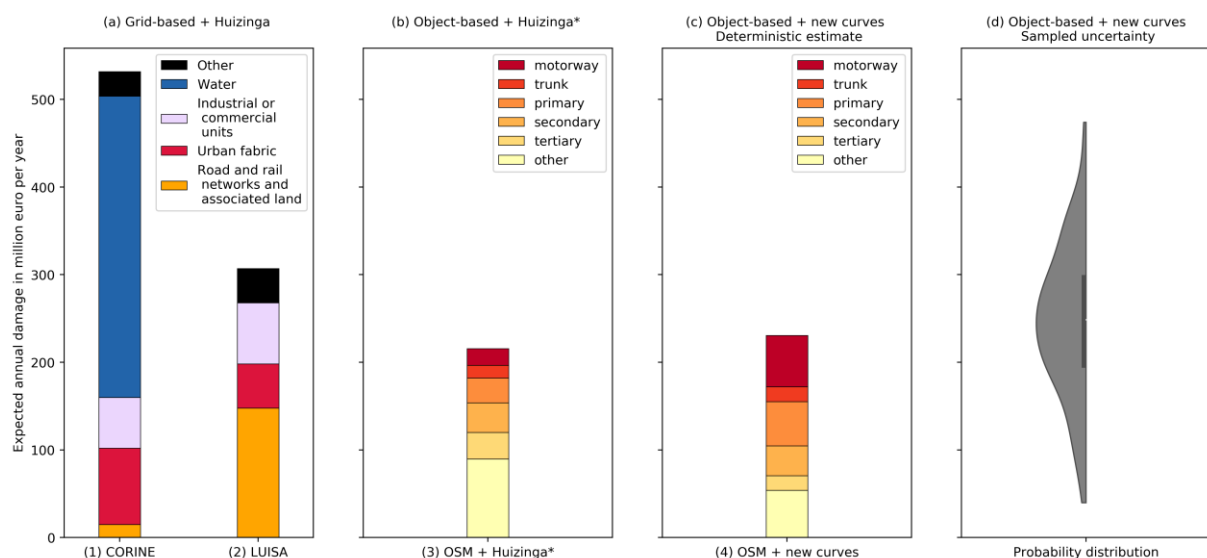 (a) Grid-based + Huizinga
(b) Object-based + Huizinga*
(c) Object-based + new curves
Deterministic estimate
(d) Object-based + new curves
Sampled uncertainty
Expected annual damage in million euro per year
500
400
300
200
100
0
Other
Water
Industrial or
commercial
units
Urban fabric
Road and rail
networks and
associated land
motorway
trunk
primary
secondary
tertiary
other
motorway
trunk
primary
secondary
tertiary
other
(1) CORINE
(2) LUISA
(3) OSM + Huizinga*
(4) OSM + new curves
Probability distribution